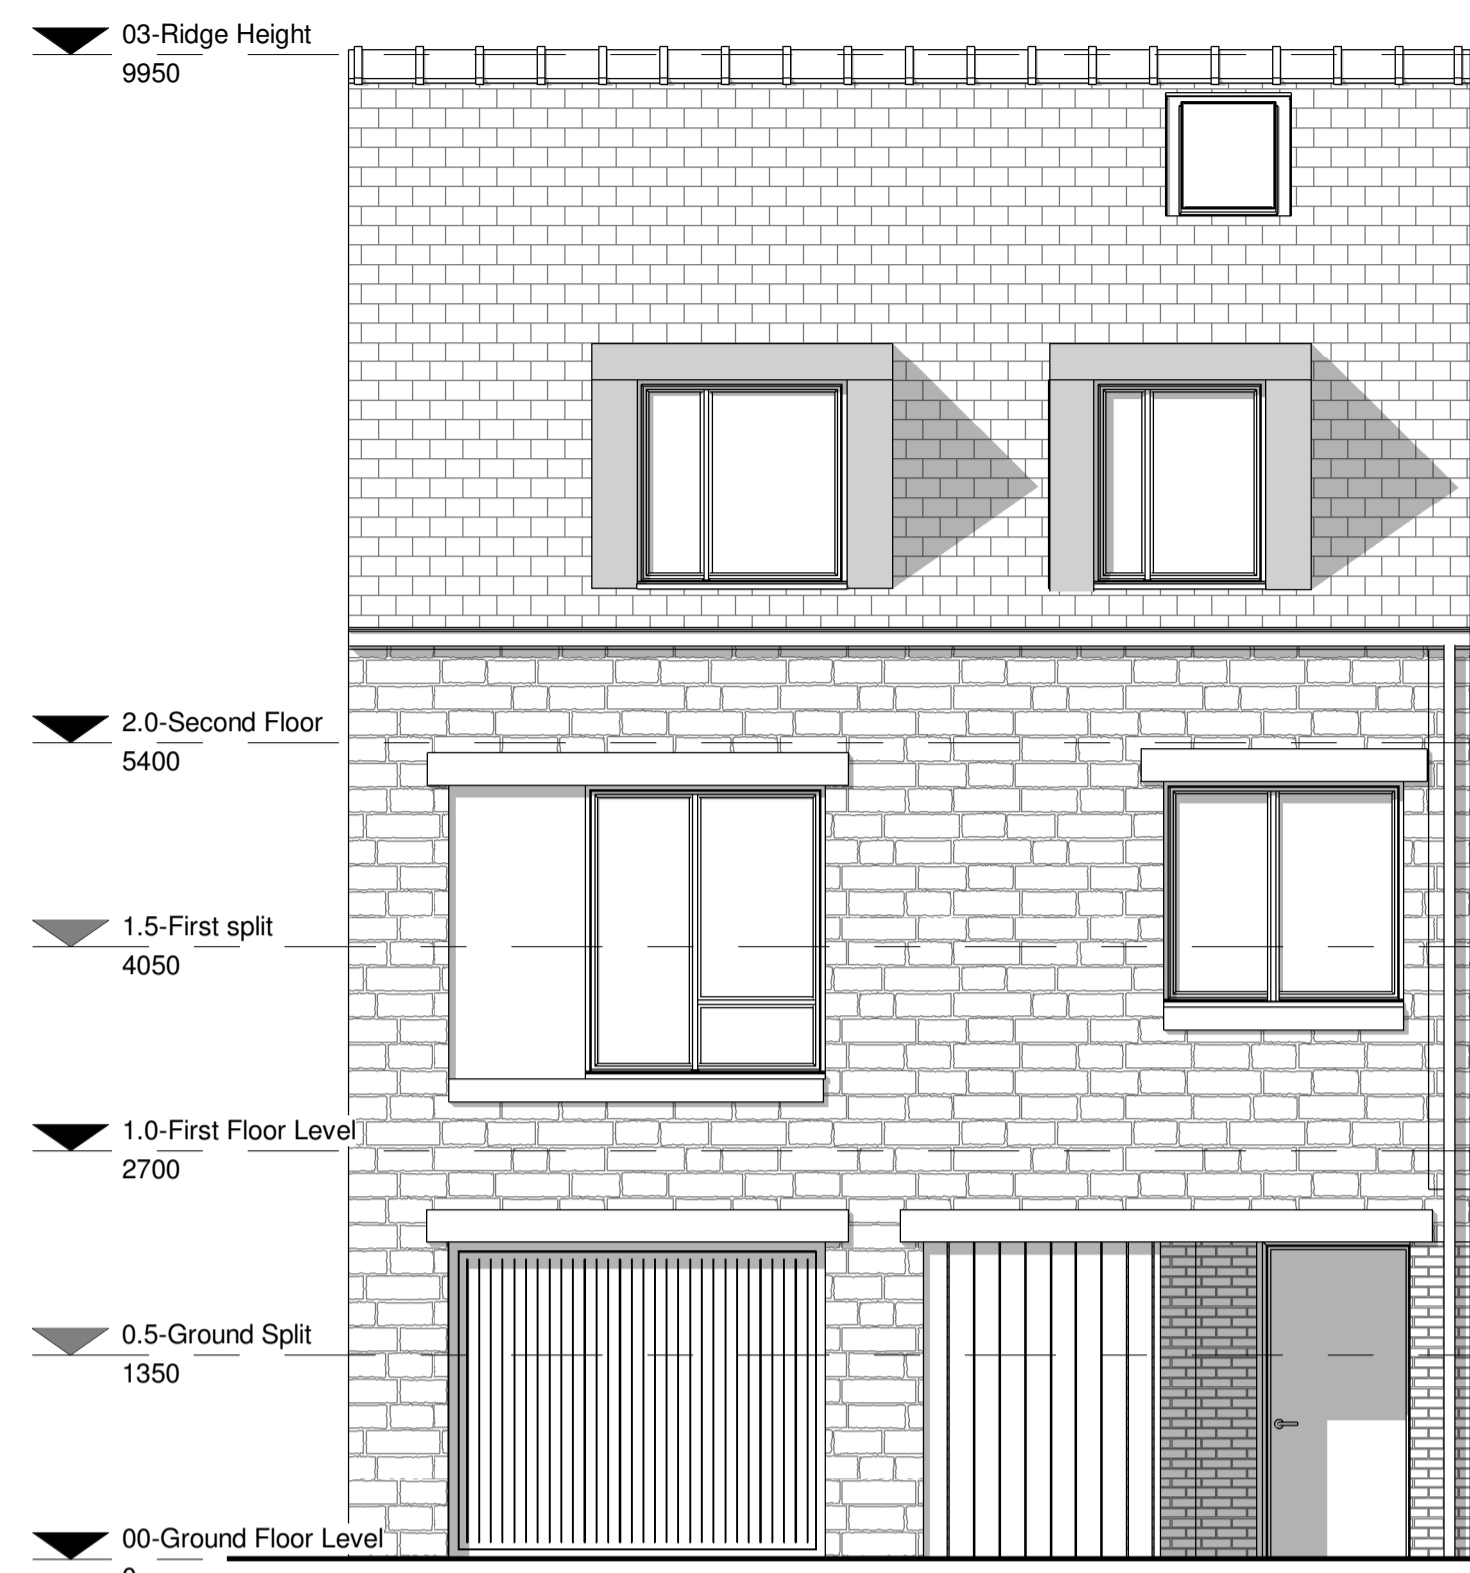 03-Ridge Height
9950
2.0-Second Floor
5400
1.5-First split
4050
1.0-First Floor Level
2700
0.5-Ground Split
1350
00-Ground Floor Level